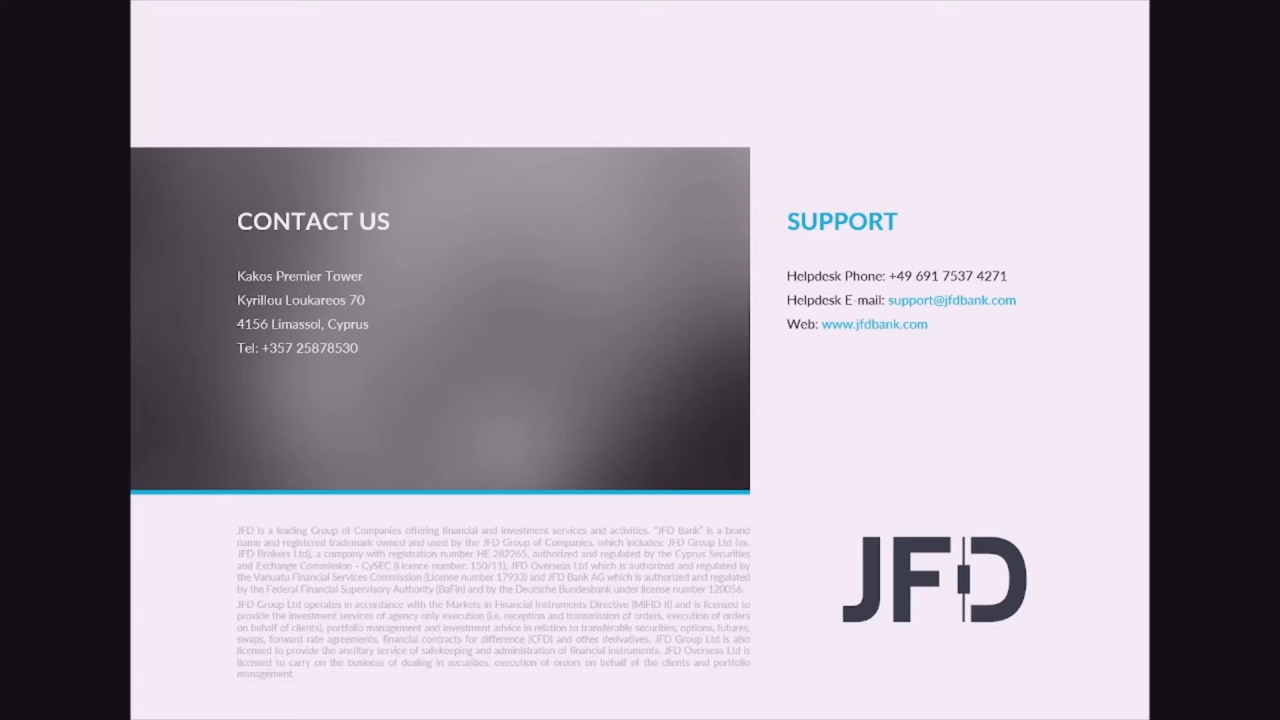 CONTACT US
Kakos Premier Tower
Kyrillou Loukareos 70
4156 Limassol, Cyprus
Tel: +357 25878530
SUPPORT
Helpdesk Phone: +49 691 7537 4271
Helpdesk E-mail: support@jfdbank.com
Web: www.jfdbank.com
JFD is a leading Group of Companies offering financial and investment services and activities. "JFD Bank" is a brand
name and registered trademark owned and used by the JFD Group of Companies, which includes: JFD Group Ltd (ex.
JFD Brokers Ltd), a company with registration number HE 282265, authorized and regulated by the Cyprus Securities
and Exchange Commission - CySEC (Licence number: 150/11), JFD Overseas Ltd which is authorized and regulated by
the Vanuatu Financial Services Commission (License number 17933) and JFD Bank AG which is authorized and regulated
by the Federal Financial Supervisory Authority (BaFin) and by the Deutsche Bundesbank under license number 120056.
JFD Group Ltd operates in accordance with the Markets in Financial Instruments Directive (MiFID II) and is licensed to
provide the investment services of agency only execution (i.e. reception and transmission of orders, execution of orders
on behalf of clients), portfolio management and investment advice in relation to transferable securities, options, futures,
swaps, forward rate agreements, financial contracts for difference (CFD) and other derivatives. JFD Group Ltd is also
licensed to provide the ancillary service of safekeeping and administration of financial instruments. JFD Overseas Ltd is
licensed to carry on the business of dealing in securities, execution of orders on behalf of the clients and portfolio
management.
JFD